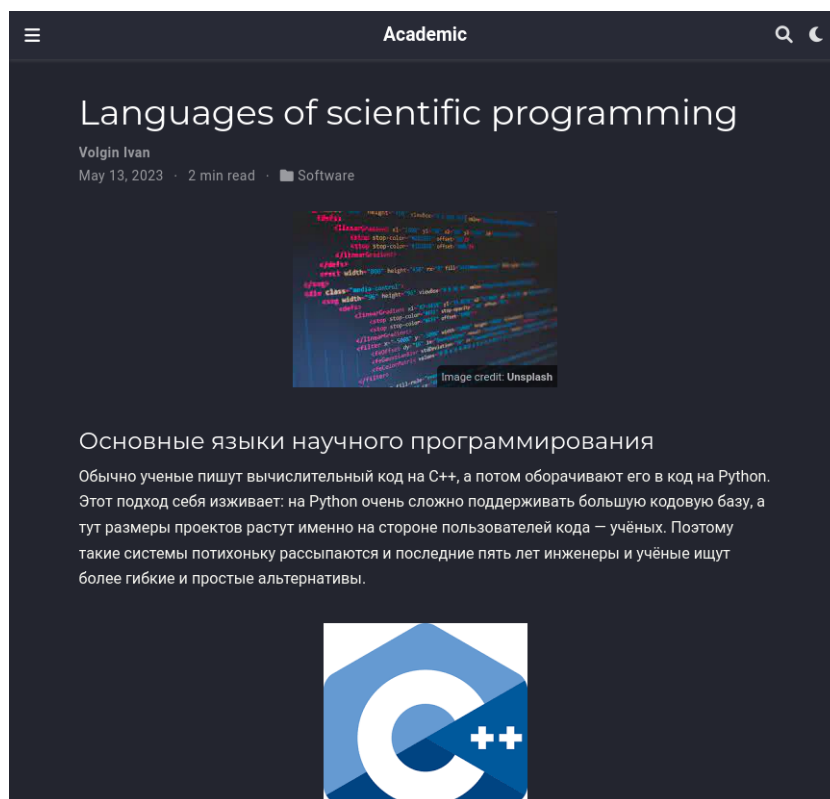 Academic
Languages of scientific programming
Volgin Ivan
May 13, 2023 · 2 min read · Software
Image credit: Unsplash
Основные языки научного программирования
Обычно ученые пишут вычислительный код на C++, а потом оборачивают его в код на Python.
Этот подход себя изживает: на Python очень сложно поддерживать большую кодовую базу, а
тут размеры проектов растут именно на стороне пользователей кода — учёных. Поэтому
такие системы потихоньку рассыпаются и последние пять лет инженеры и учёные ищут
более гибкие и простые альтернативы.
C++